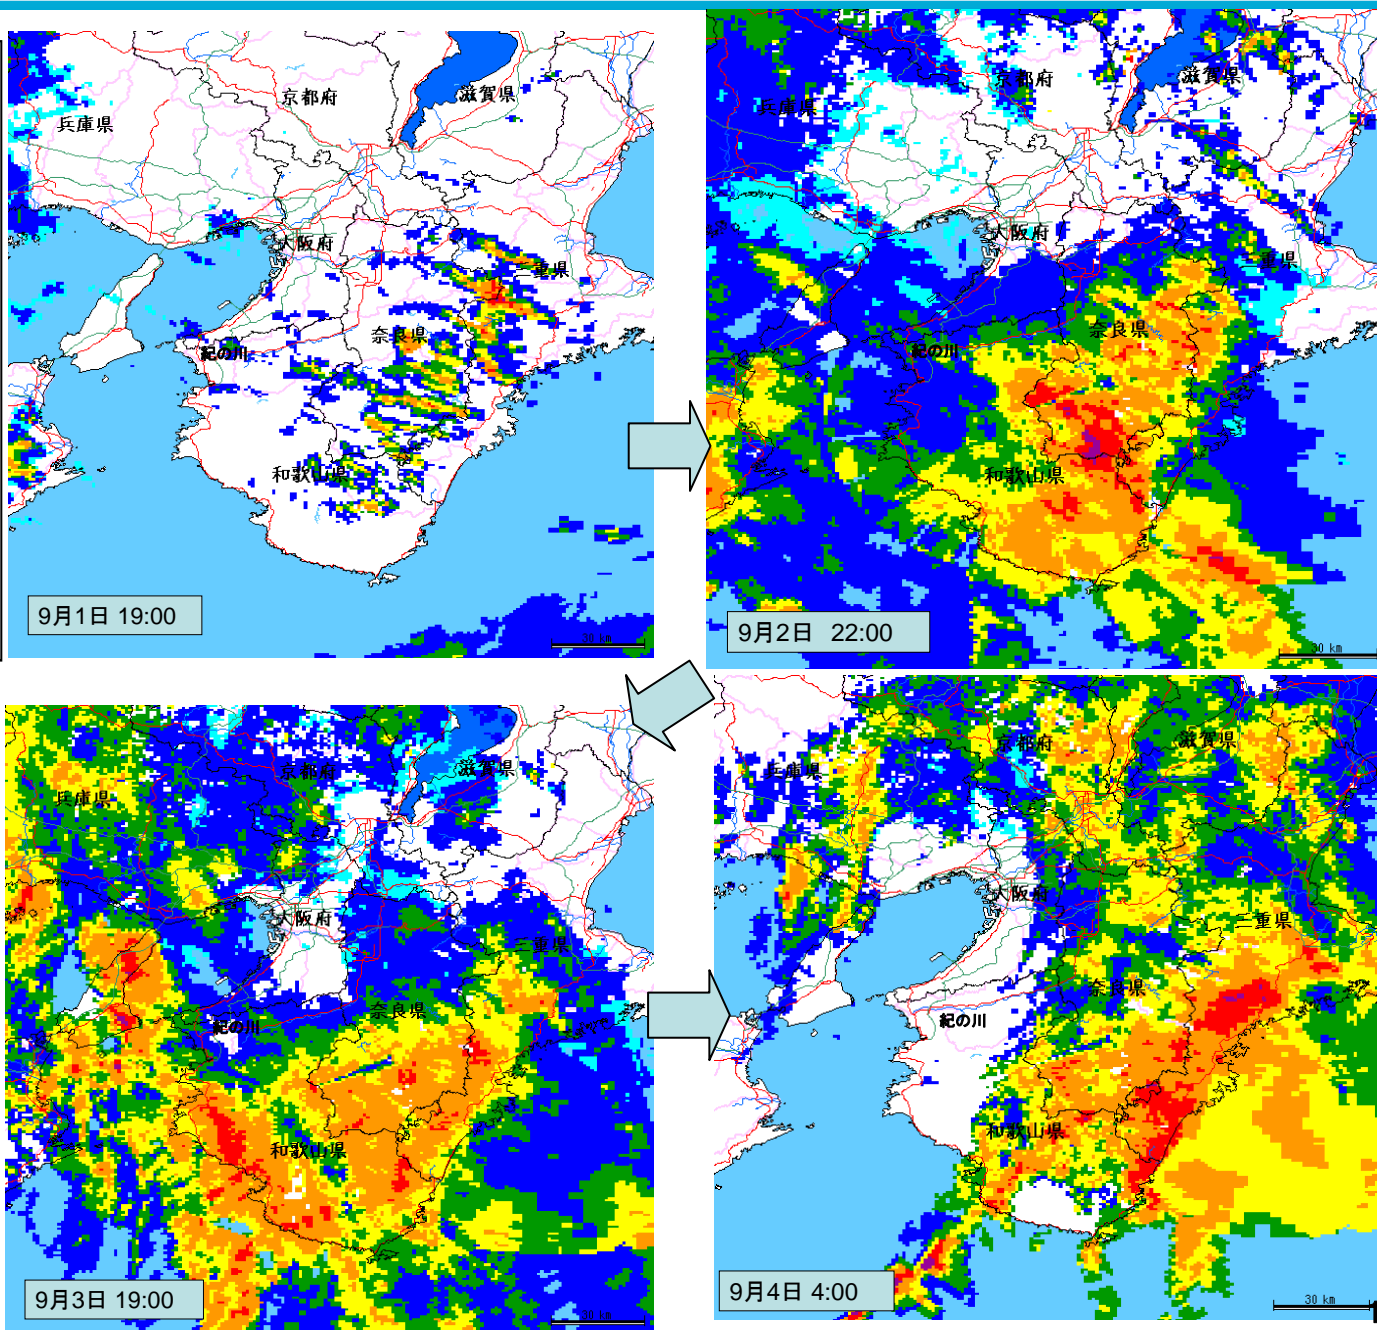 京都府
滋賀県
兵庫県
大阪府
三重県
奈良県
紀の川
和歌山県
9月1日 19:00
30 km
京都府
滋賀県
兵庫県
大阪府
三重県
奈良県
紀の川
和歌山県
9月2日 22:00
30 km
京都府
滋賀県
兵庫県
大阪府
三重県
奈良県
紀の川
和歌山県
9月3日 19:00
30 km
京都府
滋賀県
兵庫県
大阪府
三重県
奈良県
紀の川
和歌山県
9月4日 4:00
30 km